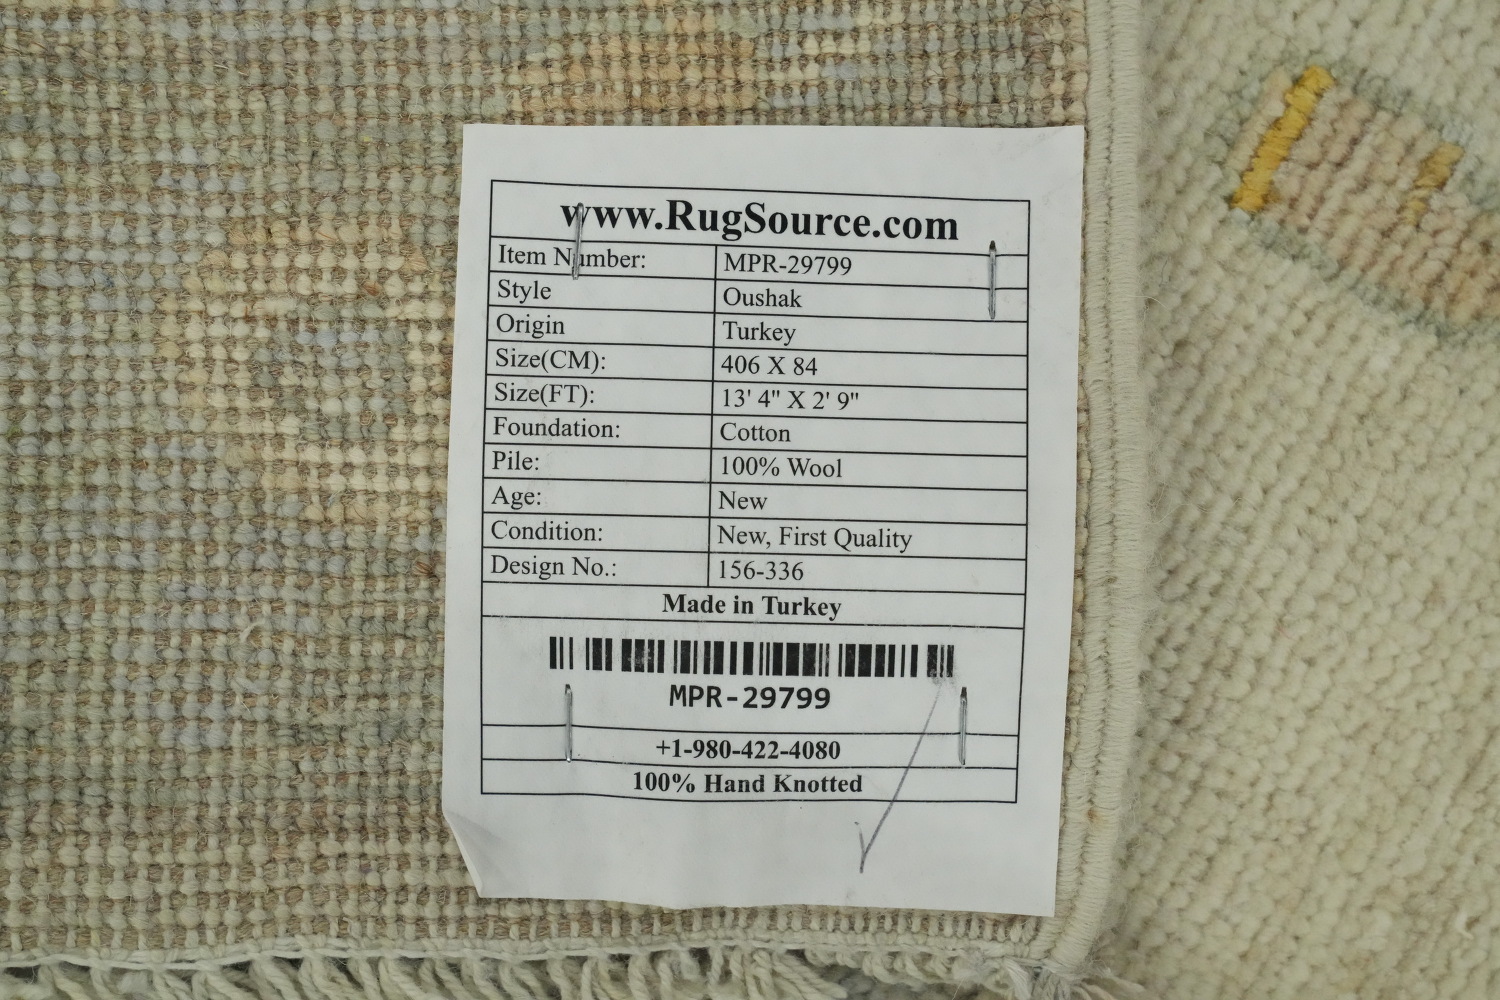 www.RugSource.com
Item Number: MPR-29799
Style Oushak
Origin Turkey
Size(CM): 406 X 84
Size(FT): 13' 4" X 2' 9"
Foundation: Cotton
Pile: 100% Wool
Age: New
Condition: New, First Quality
Design No.: 156-336
Made in Turkey
MPR-29799
+1-980-422-4080
100% Hand Knotted